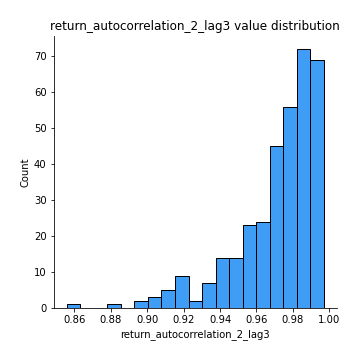 return_autocorrelation_2_lag3 value distribution
70
60
50
40
30
20
10
0
Count
0.86 0.88 0.90 0.92 0.94 0.96 0.98 1.00
return_autocorrelation_2_lag3